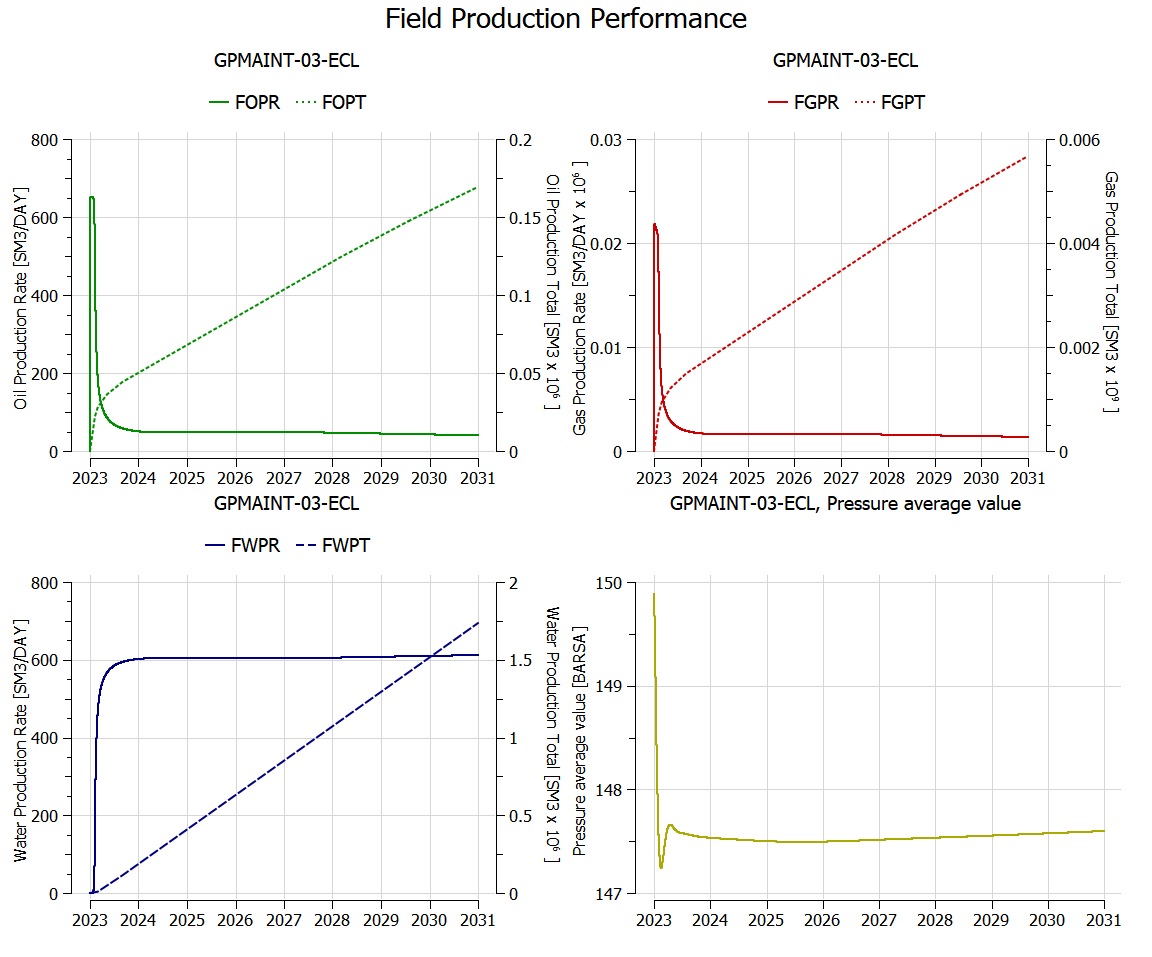 Field Production Performance
GPMAINT-03-ECL
FOPR FOPT
Oil Production Rate [SM3/DAY]
800
600
400
200
0
Oil Production Total [SM3 x 10⁶ ]
0.2
0.15
0.1
0.05
0
2023 2024 2025 2026 2027 2028 2029 2030 2031
GPMAINT-03-ECL
FGPR FGPT
Gas Production Rate [SM3/DAY x 10⁶ ]
0.03
0.02
0.01
0
Gas Production Total [SM3 x 10⁹ ]
0.006
0.004
0.002
0
2023 2024 2025 2026 2027 2028 2029 2030 2031
GPMAINT-03-ECL
FWPR FWPT
Water Production Rate [SM3/DAY]
800
600
400
200
0
Water Production Total [SM3 x 10⁶ ]
2
1.5
1
0.5
0
2023 2024 2025 2026 2027 2028 2029 2030 2031
GPMAINT-03-ECL, Pressure average value
Pressure average value [BARSA]
150
149
148
147
2023 2024 2025 2026 2027 2028 2029 2030 2031